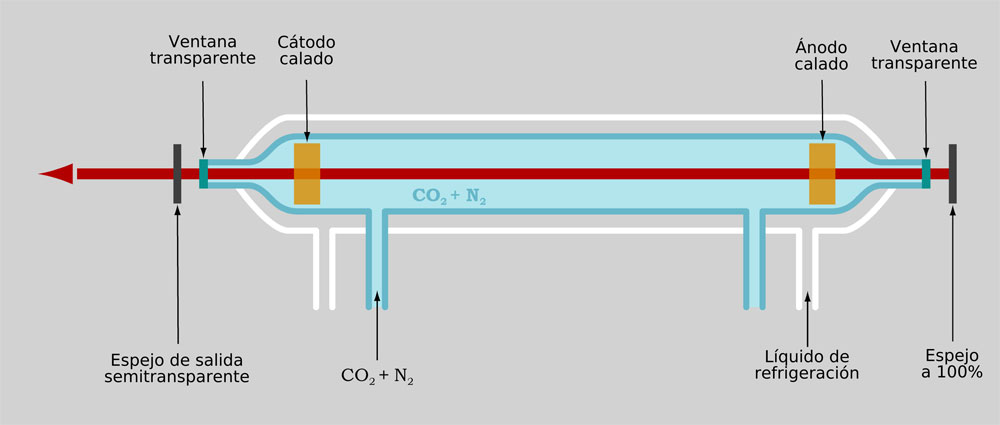 Ventana
transparente
Cátodo
calado
Ánodo
calado
Ventana
transparente
CO₂ + N₂
Espejo de salida
semitransparente
CO₂ + N₂
Líquido de
refrigeración
Espejo
a 100%